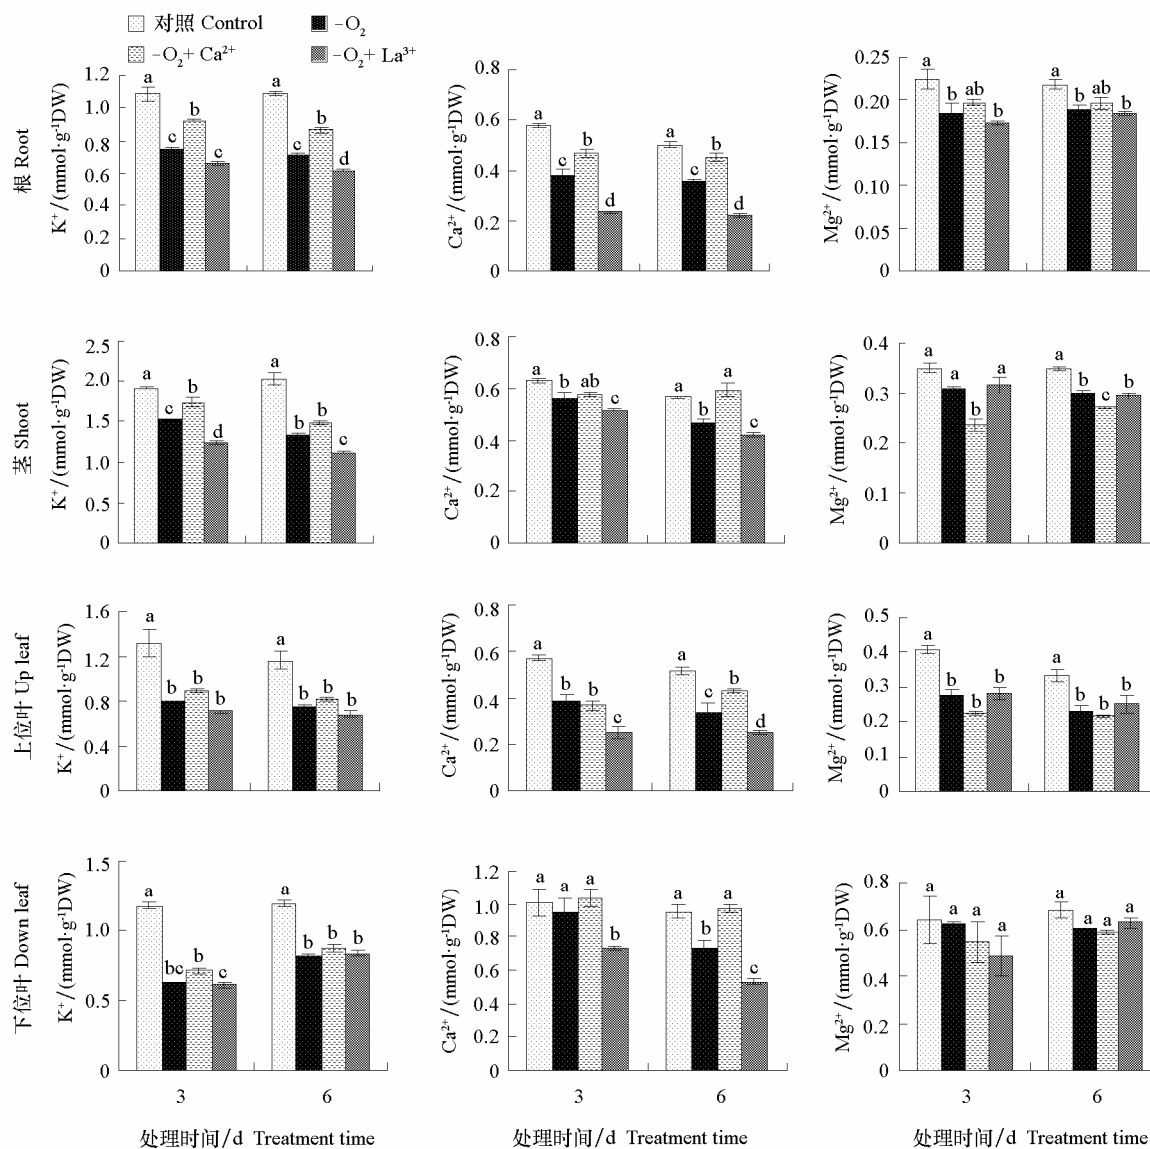 对照 Control
−O₂
−O₂+ Ca²⁺
−O₂+ La³⁺
根 Root
K⁺/(mmol·g⁻¹DW)
1.2
1.0
0.8
0.6
0.4
0.2
0
a
c
b
c
a
c
b
d
Ca²⁺/(mmol·g⁻¹DW)
0.8
0.6
0.4
0.2
0
a
c
b
d
a
c
b
d
Mg²⁺/(mmol·g⁻¹DW)
0.25
0.20
0.15
0.10
0.05
0
a
b
ab
b
a
b
ab
b
茎 Shoot
K⁺/(mmol·g⁻¹DW)
2.5
2.0
1.5
1.0
0.5
0
a
c
b
d
a
b
b
c
Ca²⁺/(mmol·g⁻¹DW)
0.8
0.6
0.4
0.2
0
a
b
ab
c
a
b
a
c
Mg²⁺/(mmol·g⁻¹DW)
0.4
0.3
0.2
0.1
0
a
a
b
a
a
b
c
b
上位叶 Up leaf
K⁺/(mmol·g⁻¹DW)
1.6
1.2
0.8
0.4
0
a
b
b
b
a
b
b
b
Ca²⁺/(mmol·g⁻¹DW)
0.8
0.6
0.4
0.2
0
a
b
b
c
a
c
b
d
Mg²⁺/(mmol·g⁻¹DW)
0.5
0.4
0.3
0.2
0.1
0
a
b
b
b
a
b
b
b
下位叶 Down leaf
K⁺/(mmol·g⁻¹DW)
1.5
1.0
0.5
0
a
bc
b
c
a
b
b
b
Ca²⁺/(mmol·g⁻¹DW)
1.2
1.0
0.8
0.6
0.4
0.2
0
a
a
a
b
a
b
a
c
Mg²⁺/(mmol·g⁻¹DW)
0.8
0.6
0.4
0.2
0
a
a
a
a
a
a
a
a
3
6
3
6
3
6
处理时间/d Treatment time
处理时间/d Treatment time
处理时间/d Treatment time